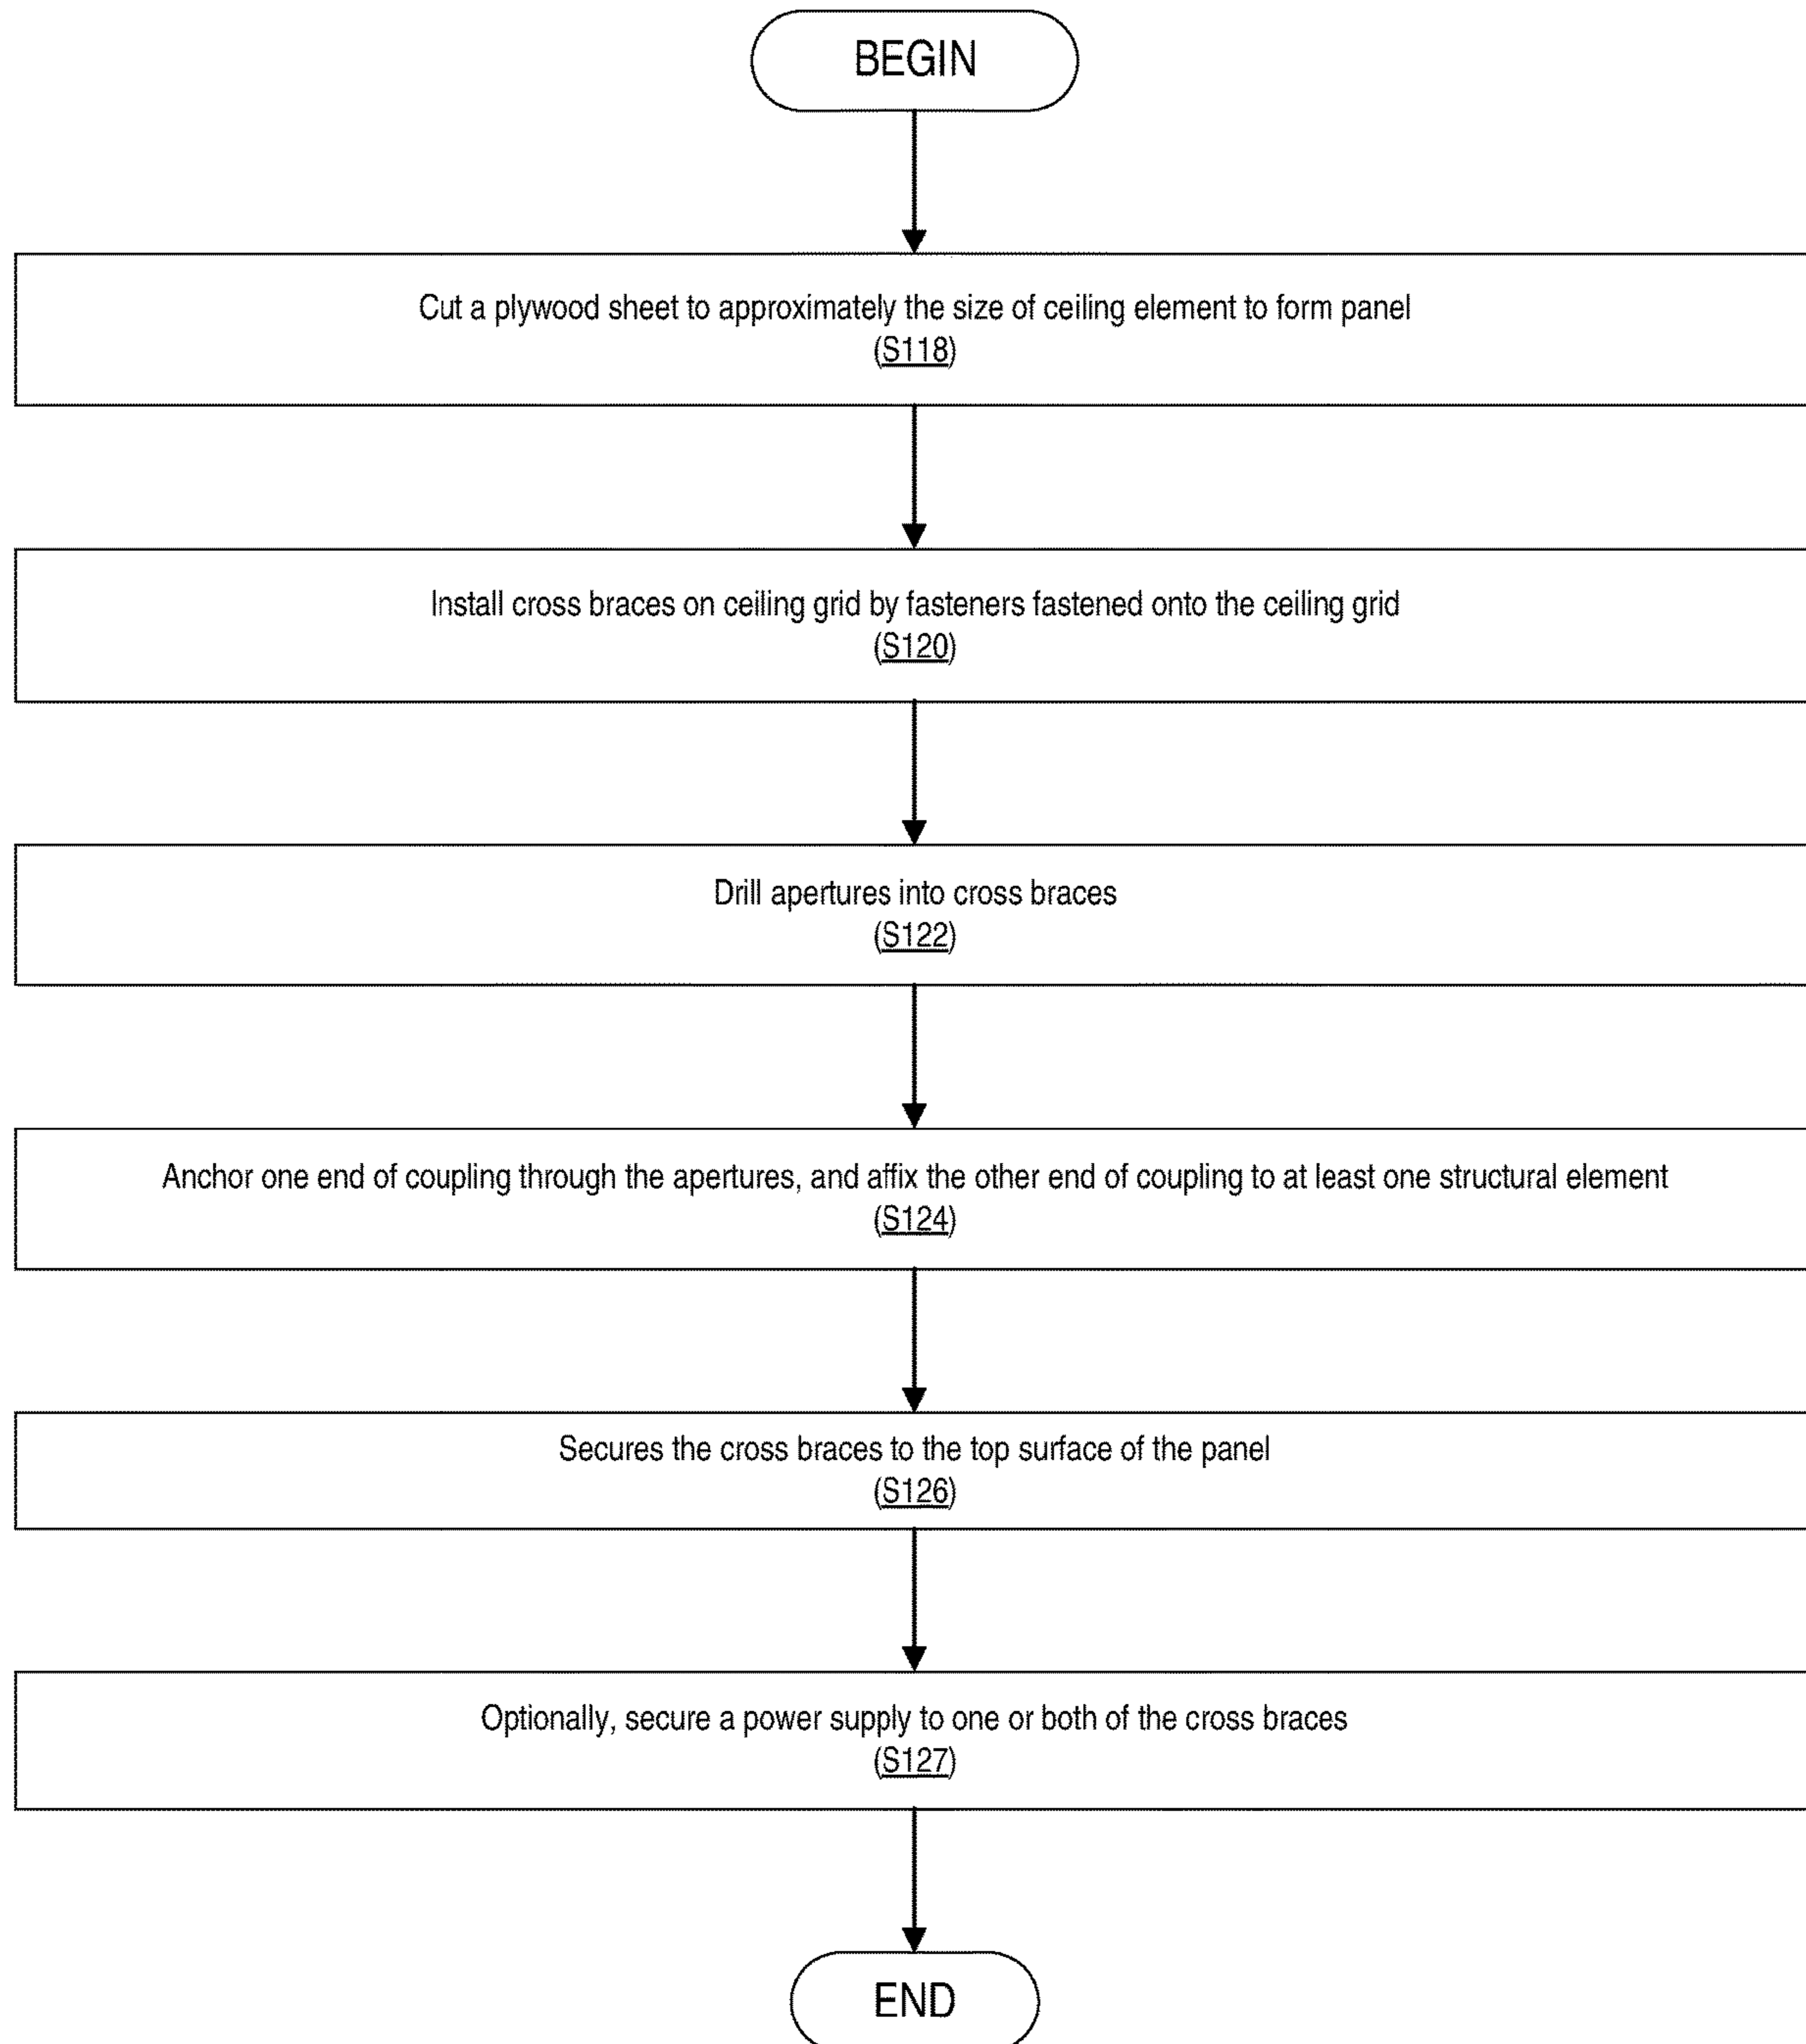 BEGIN
Cut a plywood sheet to approximately the size of ceiling element to form panel
(S118)
Install cross braces on ceiling grid by fasteners fastened onto the ceiling grid
(S120)
Drill apertures into cross braces
(S122)
Anchor one end of coupling through the apertures, and affix the other end of coupling to at least one structural element
(S124)
Secures the cross braces to the top surface of the panel
(S126)
Optionally, secure a power supply to one or both of the cross braces
(S127)
END